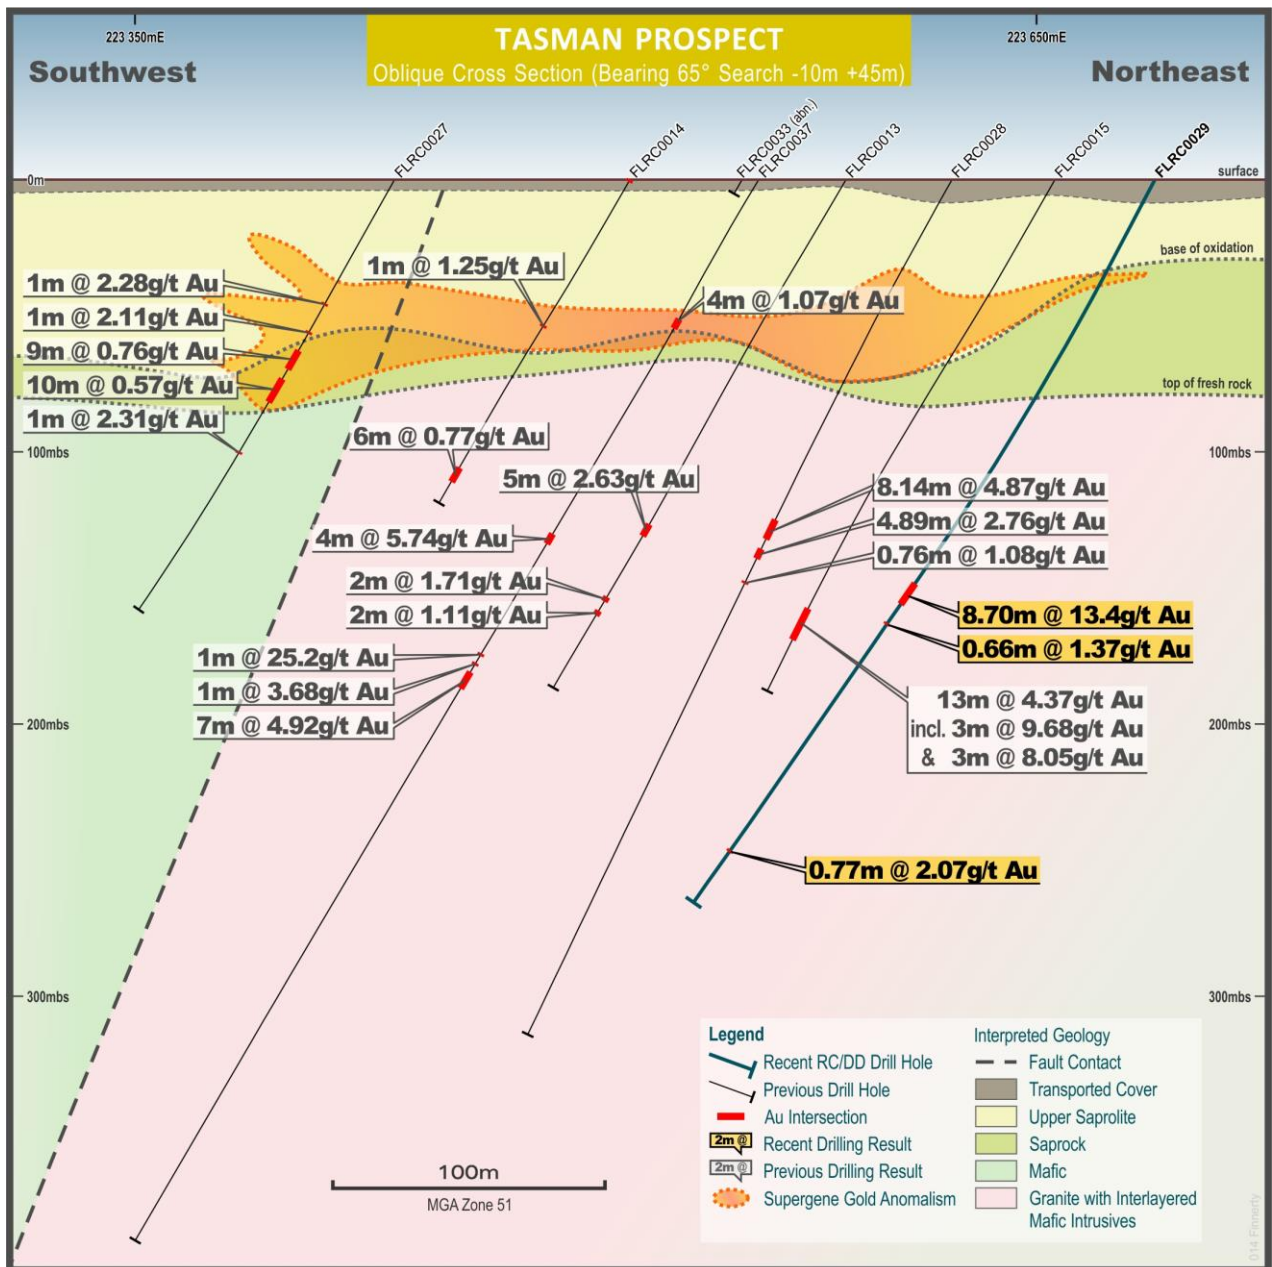 223 350mE
TASMAN PROSPECT
223 650mE
Southwest
Oblique Cross Section (Bearing 65° Search -10m +45m)
Northeast
FLRC0027
FLRC0014
FLRC0033 (abn.)
FLRC0037
FLRC0013
FLRC0028
FLRC0015
FLRC0029
0m
surface
base of oxidation
1m @ 1.25g/t Au
1m @ 2.28g/t Au
4m @ 1.07g/t Au
1m @ 2.11g/t Au
9m @ 0.76g/t Au
10m @ 0.57g/t Au
top of fresh rock
1m @ 2.31g/t Au
6m @ 0.77g/t Au
100mbs
100mbs
5m @ 2.63g/t Au
8.14m @ 4.87g/t Au
4.89m @ 2.76g/t Au
4m @ 5.74g/t Au
0.76m @ 1.08g/t Au
2m @ 1.71g/t Au
2m @ 1.11g/t Au
8.70m @ 13.4g/t Au
0.66m @ 1.37g/t Au
1m @ 25.2g/t Au
1m @ 3.68g/t Au
7m @ 4.92g/t Au
13m @ 4.37g/t Au
incl. 3m @ 9.68g/t Au
& 3m @ 8.05g/t Au
200mbs
200mbs
0.77m @ 2.07g/t Au
300mbs
300mbs
Legend
Recent RC/DD Drill Hole
Previous Drill Hole
Au Intersection
2m @
Recent Drilling Result
2m @
Previous Drilling Result
Supergene Gold Anomalism
Interpreted Geology
Fault Contact
Transported Cover
Upper Saprolite
Saprock
Mafic
Granite with Interlayered
Mafic Intrusives
100m
MGA Zone 51
014 Finnerty